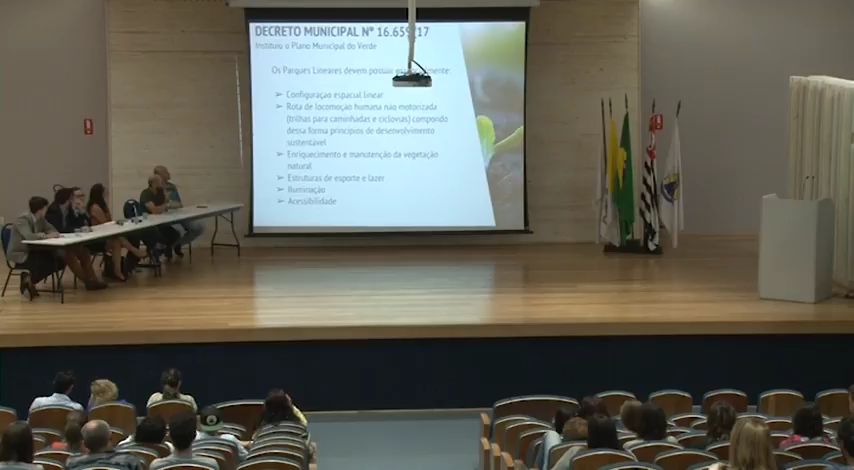 DECRETO MUNICIPAL Nº 16.659/17
Instituiu o Plano Municipal do Verde
Os Parques Lineares devem possuir
➢ Configuração espacial linear
➢ Rota de locomoção humana não motorizada
(trilhas para caminhadas e ciclovias) compondo
dessa forma princípios de desenvolvimento
sustentável
➢ Enriquecimento e manutenção da vegetação
natural
➢ Estruturas de esporte e lazer
➢ Iluminação
➢ Acessibilidade